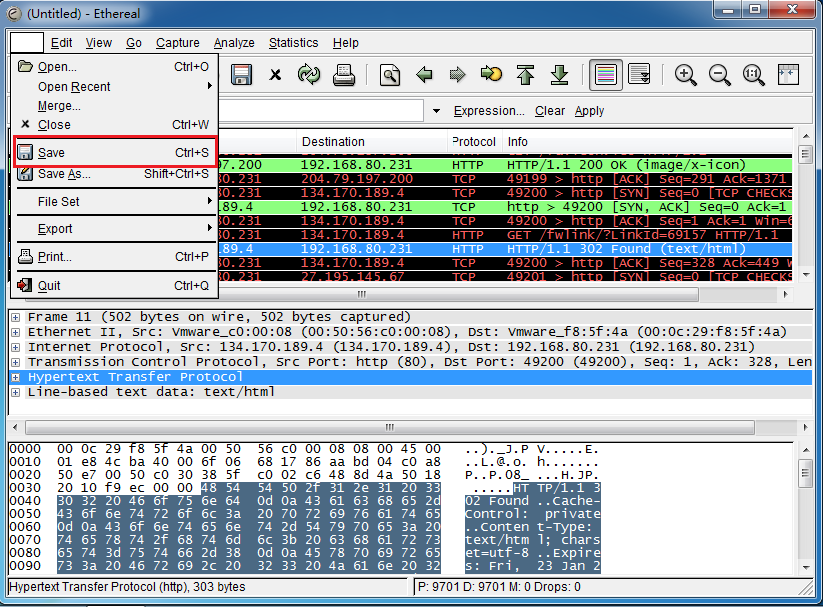 (Untitled) - Ethereal
Edit View Go Capture Analyze Statistics Help
Open... Ctrl+O
Open Recent
Merge...
Close Ctrl+W
Save Ctrl+S
Save As... Shift+Ctrl+S
File Set
Export
Print... Ctrl+P
Quit Ctrl+Q
Expression... Clear Apply
Destination Protocol Info
97.200 192.168.80.231 HTTP HTTP/1.1 200 OK (image/x-icon)
80.231 204.79.197.200 TCP 49199 > http [ACK] Seq=291 Ack=1371
80.231 134.170.189.4 TCP 49200 > http [SYN] Seq=0 [TCP CHECKS
189.4 192.168.80.231 TCP http > 49200 [SYN, ACK] Seq=0 Ack=1
80.231 134.170.189.4 TCP 49200 > http [ACK] Seq=1 Ack=1 Win=6
80.231 134.170.189.4 HTTP GET /fwlink/?LinkId=69157 HTTP/1.1
189.4 192.168.80.231 HTTP HTTP/1.1 302 Found (text/html)
80.231 134.170.189.4 TCP 49200 > http [ACK] Seq=328 Ack=449 W
80.231 27.195.145.67 TCP 49201 > http [SYN] Seq=0 [TCP CHECKS
Frame 11 (502 bytes on wire, 502 bytes captured)
Ethernet II, Src: Vmware_c0:00:08 (00:50:56:c0:00:08), Dst: Vmware_f8:5f:4a (00:0c:29:f8:5f:4a)
Internet Protocol, Src: 134.170.189.4 (134.170.189.4), Dst: 192.168.80.231 (192.168.80.231)
Transmission Control Protocol, Src Port: http (80), Dst Port: 49200 (49200), Seq: 1, Ack: 328, Len
Hypertext Transfer Protocol
Line-based text data: text/html
0000 00 0c 29 f8 5f 4a 00 50 56 c0 00 08 08 00 45 00 ..)._J.P V.....E.
0010 01 e8 4c ba 40 00 6f 06 68 17 86 aa bd 04 c0 a8 ..L.@.o. h.......
0020 50 e7 00 50 c0 30 38 5f c0 02 c6 48 8d 4a 50 18 P..P.08_ ...H.JP.
0030 20 10 f9 ec 00 00 48 54 54 50 2f 31 2e 31 20 33 .....HT TP/1.1 3
0040 30 32 20 46 6f 75 6e 64 0d 0a 43 61 63 68 65 2d 02 Found ..Cache-
0050 43 6f 6e 74 72 6f 6c 3a 20 70 72 69 76 61 74 65 Control: private
0060 0d 0a 43 6f 6e 74 65 6e 74 2d 54 79 70 65 3a 20 ..Conten t-Type:
0070 74 65 78 74 2f 68 74 6d 6c 3b 20 63 68 61 72 73 text/htm l; chars
0080 65 74 3d 75 74 66 2d 38 0d 0a 45 78 70 69 72 65 et=utf-8 ..Expire
0090 73 3a 20 46 72 69 2c 20 32 33 20 4a 61 6e 20 32 s: Fri, 23 Jan 2
Hypertext Transfer Protocol (http), 303 bytes P: 9701 D: 9701 M: 0 Drops: 0